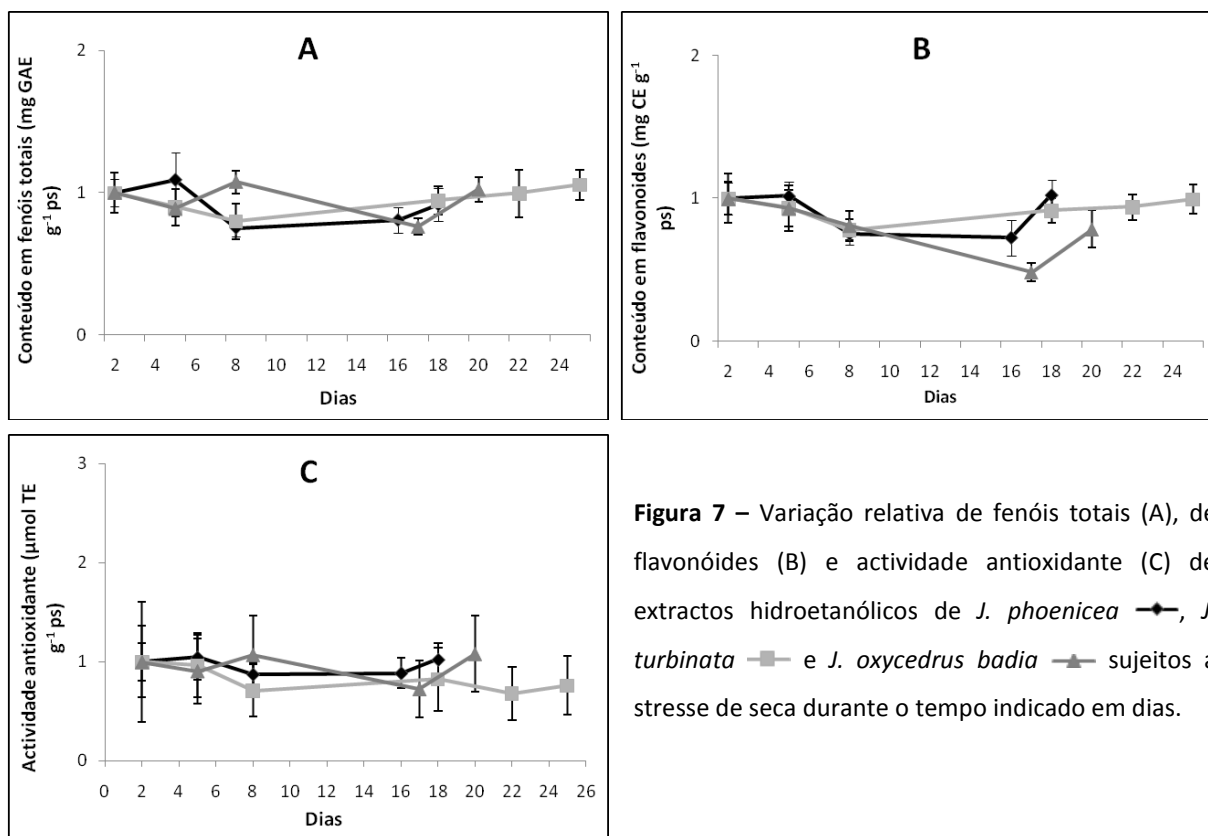 A
Conteúdo em fenóis totais (mg GAE
g⁻¹ ps)
2
1
0
2 4 6 8 10 12 14 16 18 20 22 24
Dias
B
Conteúdo em flavonoides (mg CE g⁻¹
ps)
2
1
0
2 4 6 8 10 12 14 16 18 20 22 24
Dias
C
Actividade antioxidante (µmol TE
g⁻¹ ps)
3
2
1
0
0 2 4 6 8 10 12 14 16 18 20 22 24 26
Dias
Figura 7 – Variação relativa de fenóis totais (A), de
flavonóides (B) e actividade antioxidante (C) de
extractos hidroetanólicos de J. phoenicea , J.
turbinata e J. oxycedrus badia sujeitos a
stresse de seca durante o tempo indicado em dias.